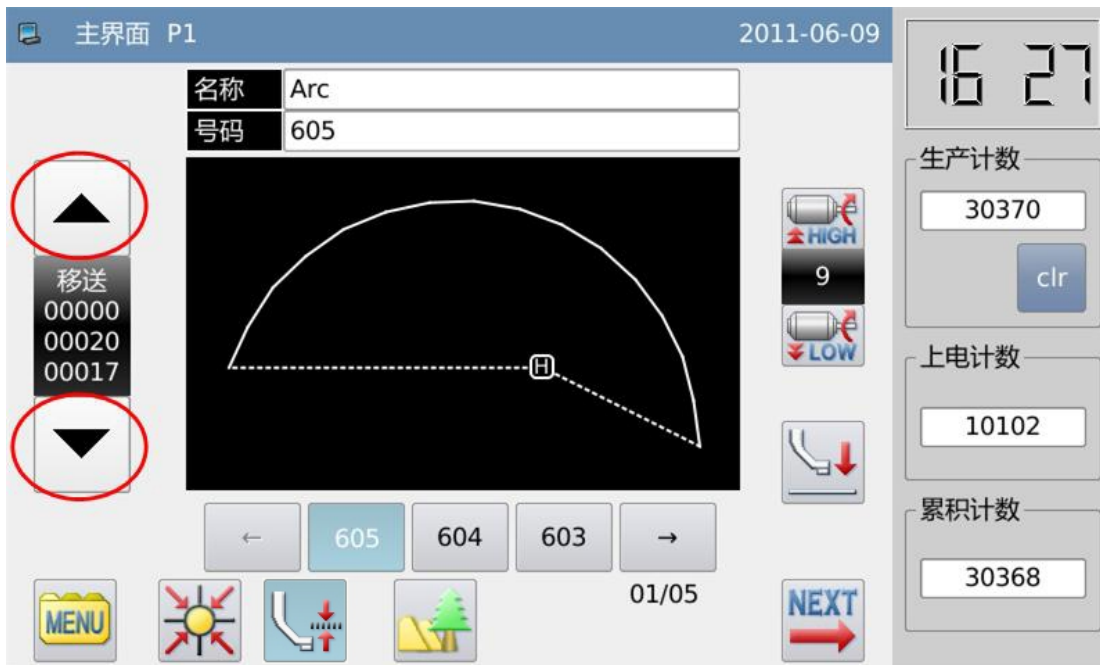 主界面 P1
2011-06-09
16 27
名称 Arc
号码 605
移送
00000
00020
00017
H
HIGH
9
LOW
生产计数
30370
clr
上电计数
10102
累积计数
30368
← 605 604 603 →
01/05
MENU
NEXT